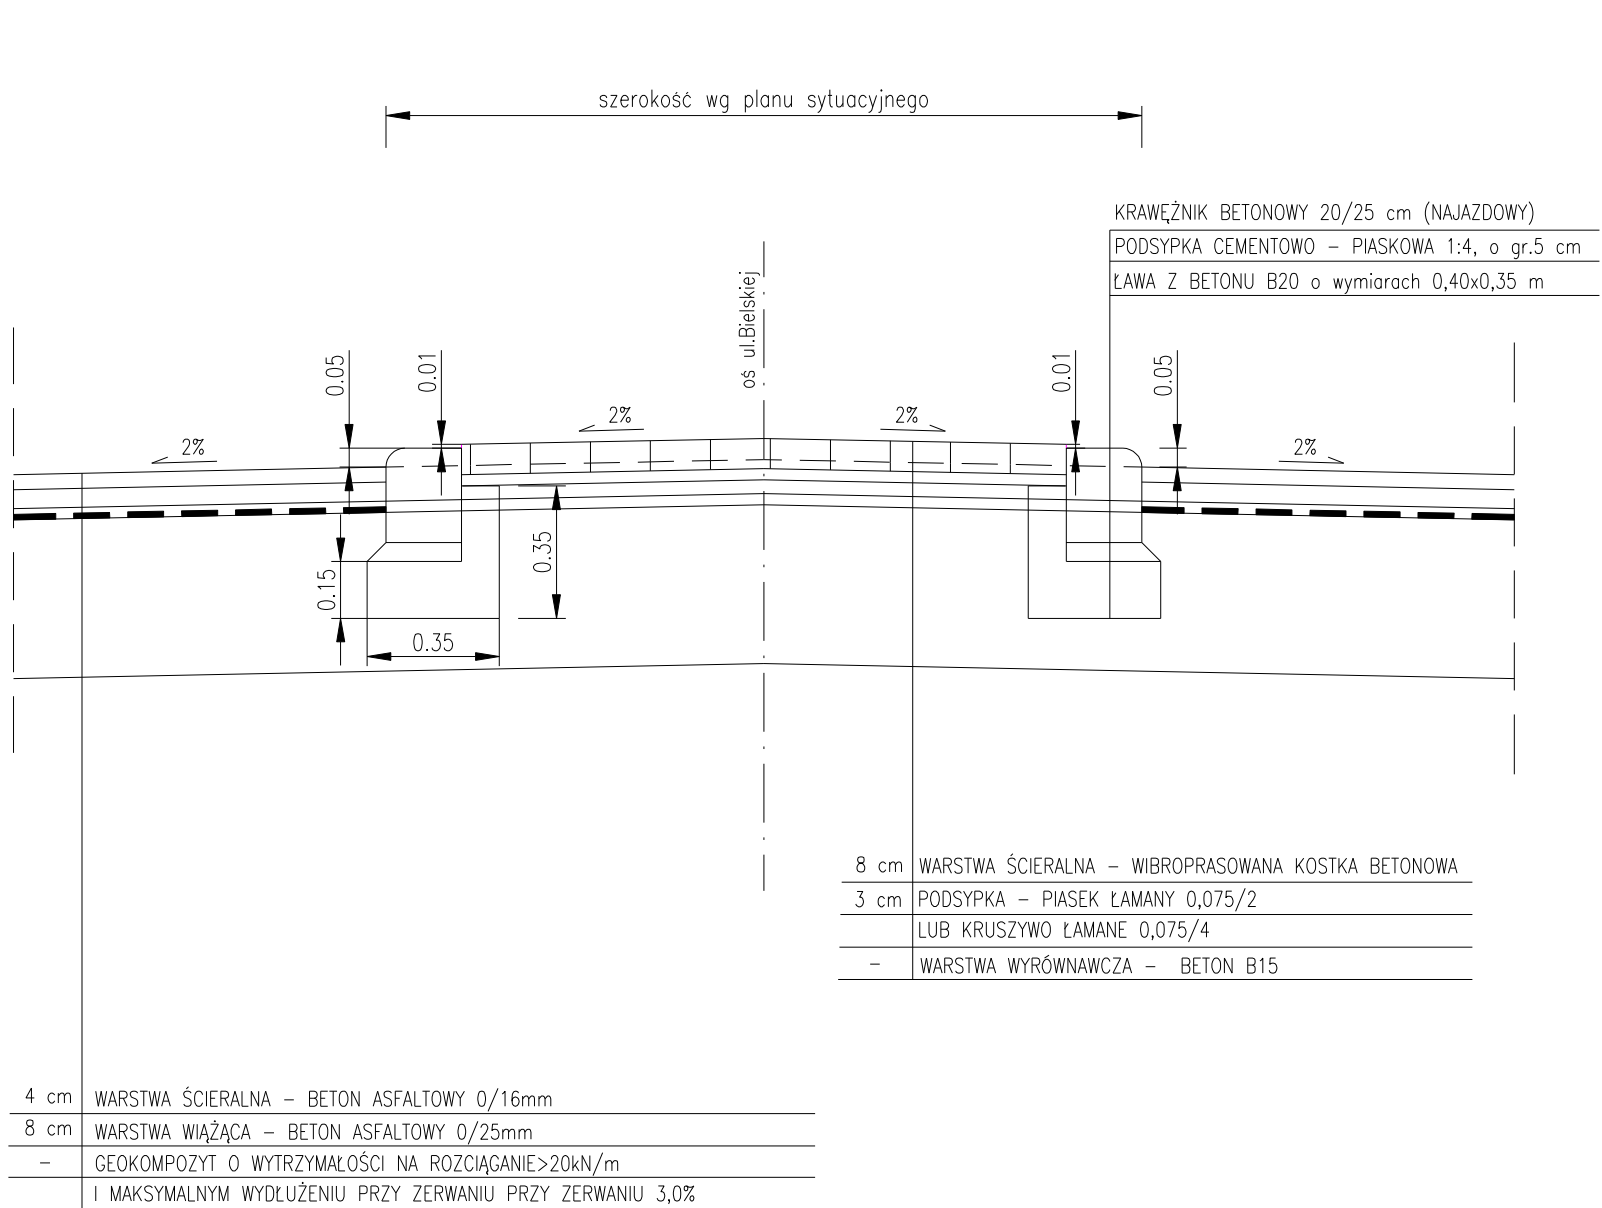 szerokość wg planu sytuacyjnego
KRAWĘŻNIK BETONOWY 20/25 cm (NAJAZDOWY)
PODSYPKA CEMENTOWO - PIASKOWA 1:4, o gr.5 cm
ŁAWA Z BETONU B20 o wymiarach 0,40x0,35 m
oś ul.Bielskiej
0.05
0.01
0.01
0.05
2%
2%
2%
2%
0.35
0.15
0.35
8 cm WARSTWA ŚCIERALNA - WIBROPRASOWANA KOSTKA BETONOWA
3 cm PODSYPKA - PIASEK ŁAMANY 0,075/2
LUB KRUSZYWO ŁAMANE 0,075/4
- WARSTWA WYRÓWNAWCZA - BETON B15
4 cm WARSTWA ŚCIERALNA - BETON ASFALTOWY 0/16mm
8 cm WARSTWA WIĄŻĄCA - BETON ASFALTOWY 0/25mm
- GEOKOMPOZYT O WYTRZYMAŁOŚCI NA ROZCIĄGANIE>20kN/m
I MAKSYMALNYM WYDŁUŻENIU PRZY ZERWANIU PRZY ZERWANIU 3,0%